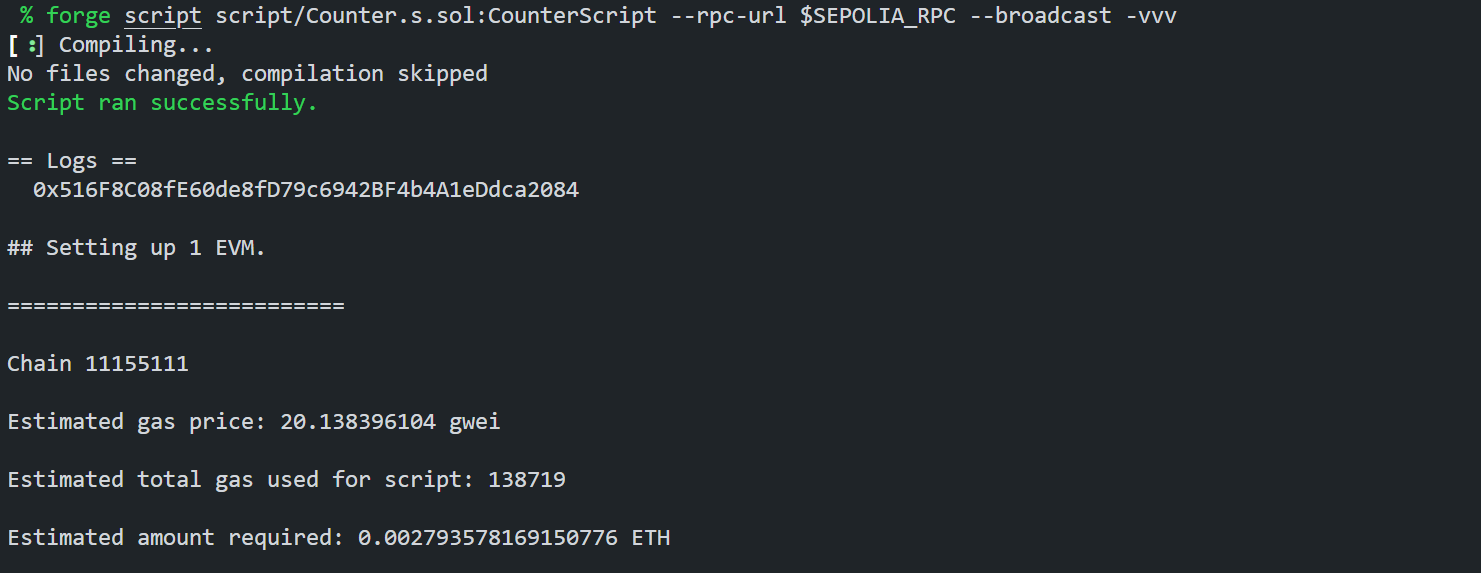 % forge script script/Counter.s.sol:CounterScript --rpc-url $SEPOLIA_RPC --broadcast -vvv
[⠰] Compiling...
No files changed, compilation skipped
Script ran successfully.
== Logs ==
0x516F8C08fE60de8fD79c6942BF4b4A1eDdca2084
## Setting up 1 EVM.
==========================
Chain 11155111
Estimated gas price: 20.138396104 gwei
Estimated total gas used for script: 138719
Estimated amount required: 0.002793578169150776 ETH